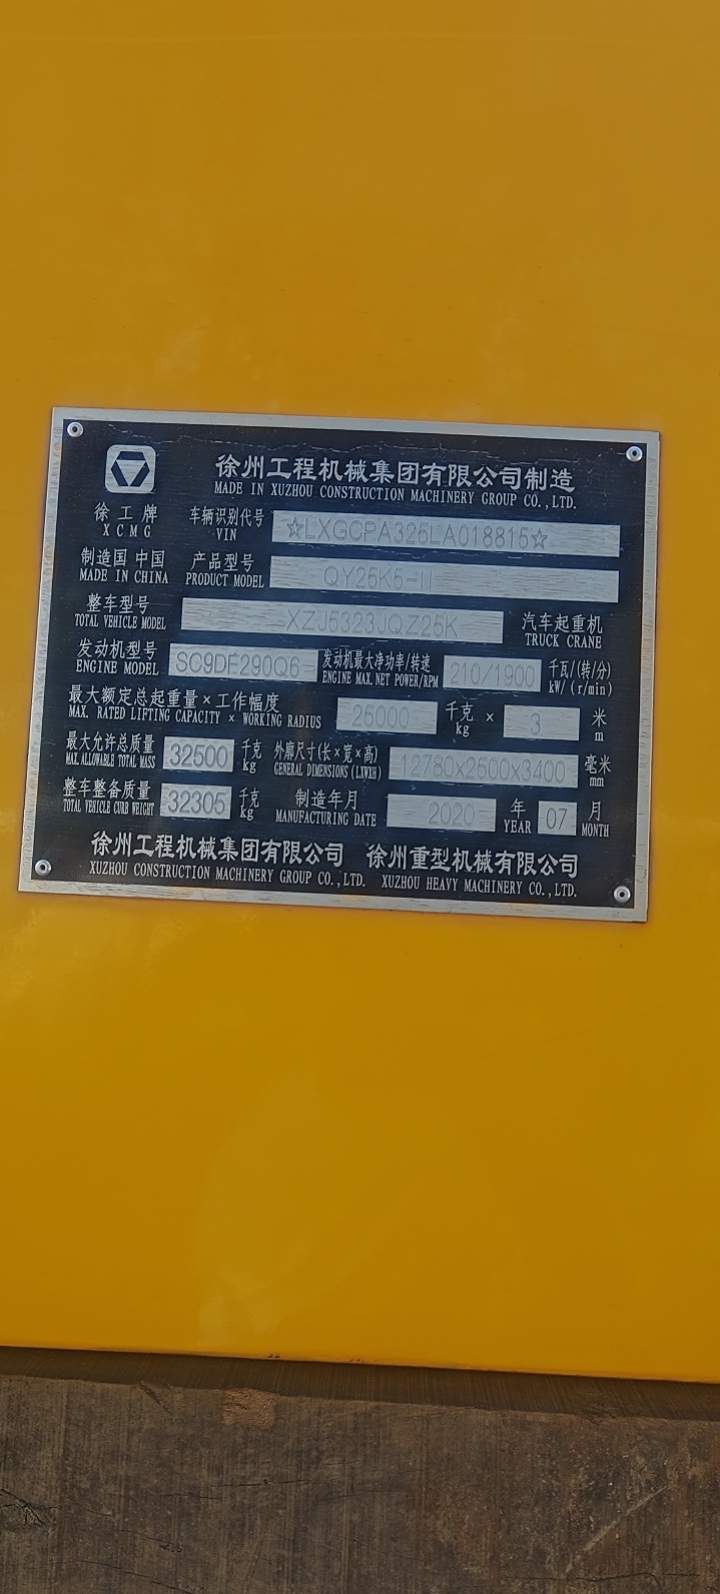 徐州工程机械集团有限公司制造
MADE IN XUZHOU CONSTRUCTION MACHINERY GROUP CO.,LTD.
徐工牌 XCMG 车辆识别代号 VIN ☆LXGCPA325LA018815☆
制造国 中国 MADE IN CHINA 产品型号 PRODUCT MODEL QY25K5-II
整车型号 TOTAL VEHICLE MODEL XZJ5323JQZ25K 汽车起重机 TRUCK CRANE
发动机型号 ENGINE MODEL SC9DF290Q6 发动机最大净功率/转速 ENGINE MAX.NET POWER/RPM 210/1900 千瓦/(转/分) kW/(r/min)
最大额定总起重量×工作幅度 MAX. RATED LIFTING CAPACITY × WORKING RADIUS 25000 千克 kg × 3 米 m
最大允许总质量 MAX.ALLOWABLE TOTAL MASS 32500 千克 kg 外廓尺寸(长×宽×高) GENERAL DIMENSIONS(LXWXH) 12780x2500x3400 毫米 mm
整车整备质量 TOTAL VEHICLE CURB WEIGHT 32305 千克 kg 制造年月 MANUFACTURING DATE 2020 年 YEAR 07 月 MONTH
徐州工程机械集团有限公司 徐州重型机械有限公司
XUZHOU CONSTRUCTION MACHINERY GROUP CO.,LTD. XUZHOU HEAVY MACHINERY CO.,LTD.